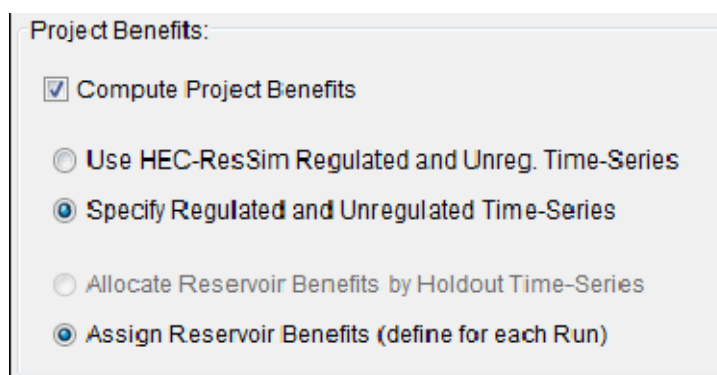 Project Benefits:
Compute Project Benefits
Use HEC-ResSim Regulated and Unreg. Time-Series
Specify Regulated and Unregulated Time-Series
Allocate Reservoir Benefits by Holdout Time-Series
Assign Reservoir Benefits (define for each Run)